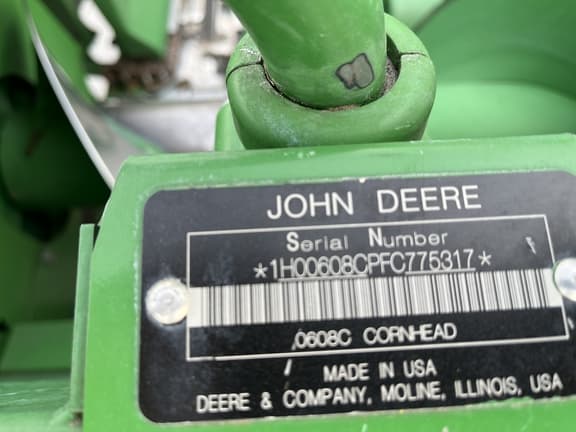 JOHN DEERE
Serial Number
*1H00608CPFC775317*
0608C CORNHEAD
MADE IN USA
DEERE & COMPANY, MOLINE, ILLINOIS, USA